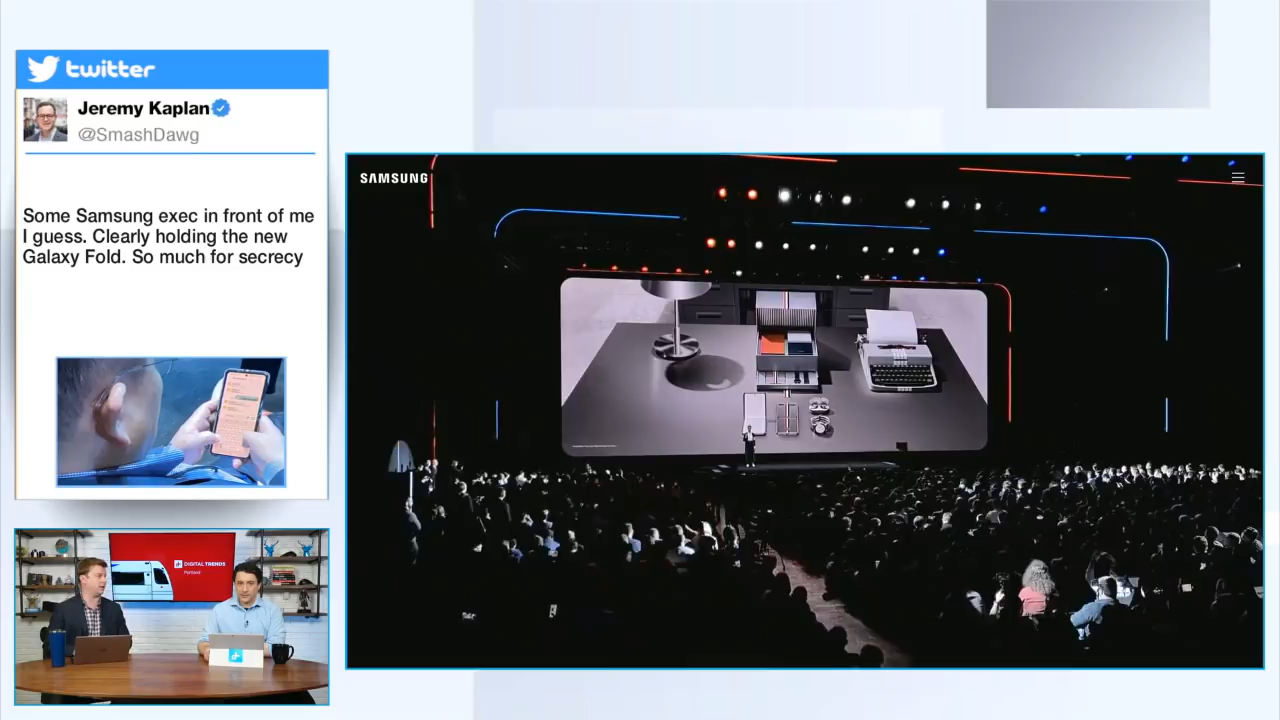 twitter
Jeremy Kaplan
@SmashDawg
Some Samsung exec in front of me
I guess. Clearly holding the new
Galaxy Fold. So much for secrecy
SAMSUNG
DIGITAL TRENDS
Portland